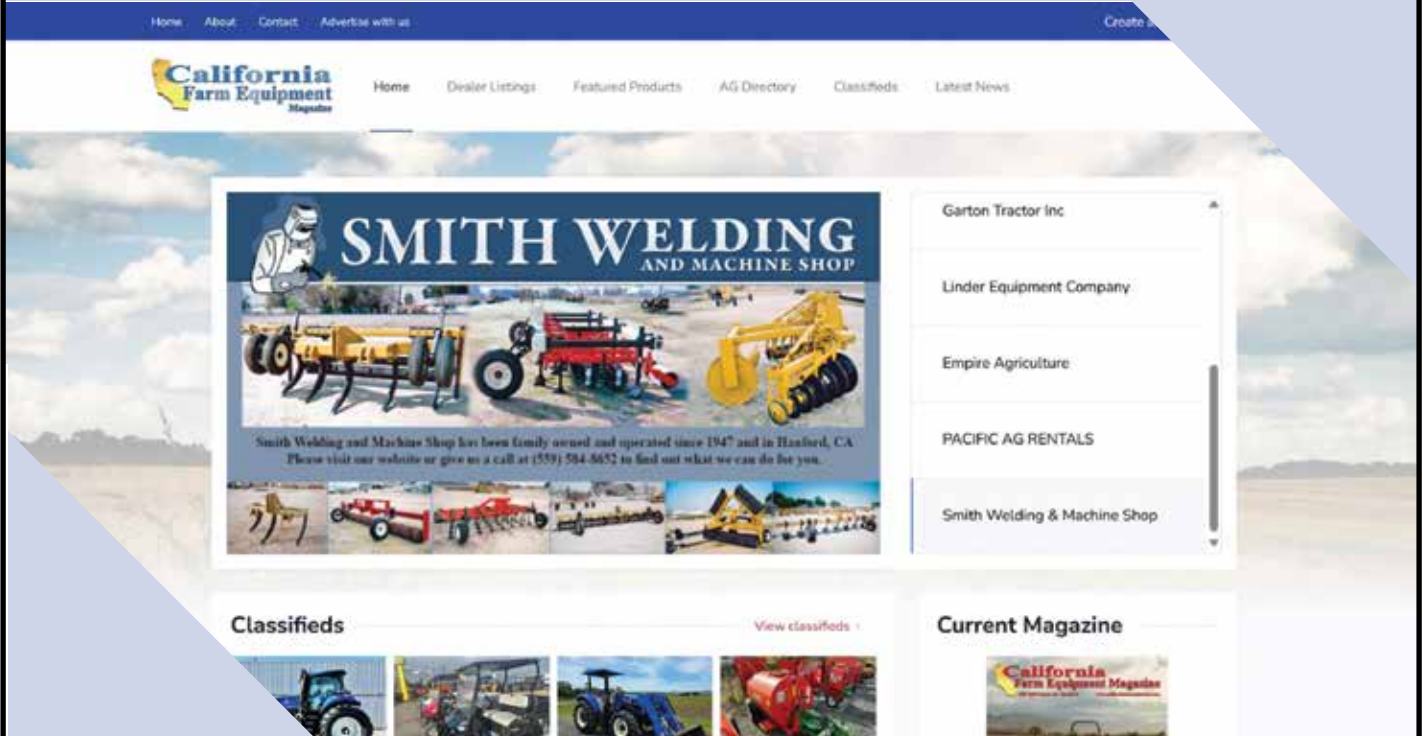 Home About Contact Advertise with us
Create a
California
Farm Equipment
Magazine
Home Dealer Listings Featured Products AG Directory Classifieds Latest News
SMITH WELDING
AND MACHINE SHOP
Smith Welding and Machine Shop has been family owned and operated since 1947 and in Hanford, CA
Please visit our website or give us a call at (559) 584-8652 to find out what we can do for you.
Garton Tractor Inc
Linder Equipment Company
Empire Agriculture
PACIFIC AG RENTALS
Smith Welding & Machine Shop
Classifieds
View classifieds ›
Current Magazine
California
Farm Equipment Magazine